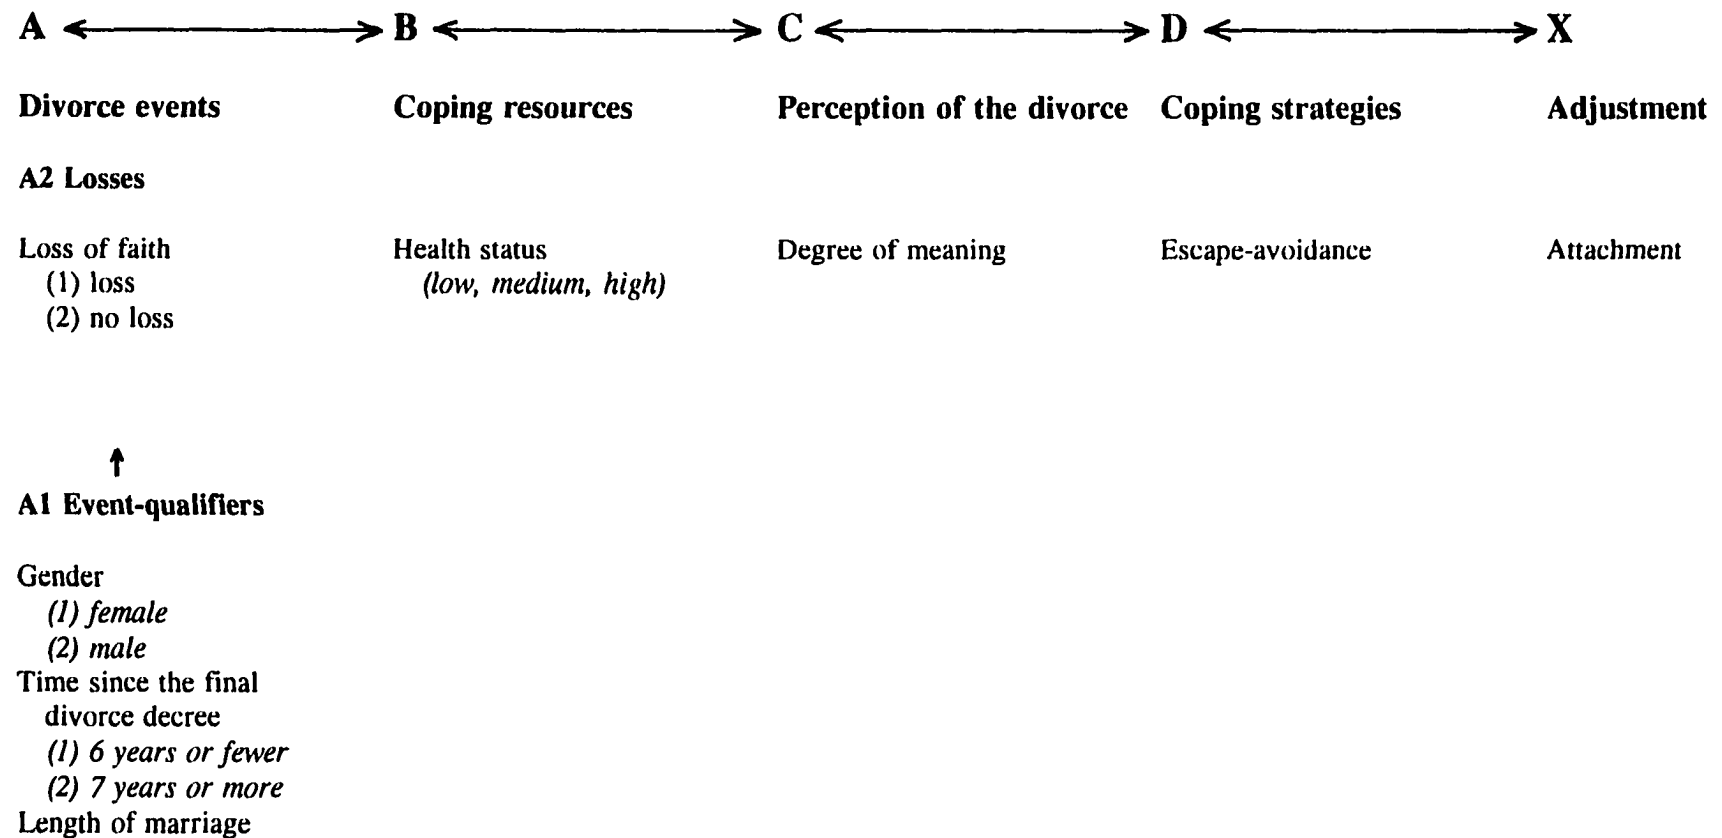 A B C D X
Divorce events Coping resources Perception of the divorce Coping strategies Adjustment
A2 Losses
Loss of faith Health status Degree of meaning Escape-avoidance Attachment
(1) loss (low, medium, high)
(2) no loss
A1 Event-qualifiers
Gender
(1) female
(2) male
Time since the final
divorce decree
(1) 6 years or fewer
(2) 7 years or more
Length of marriage